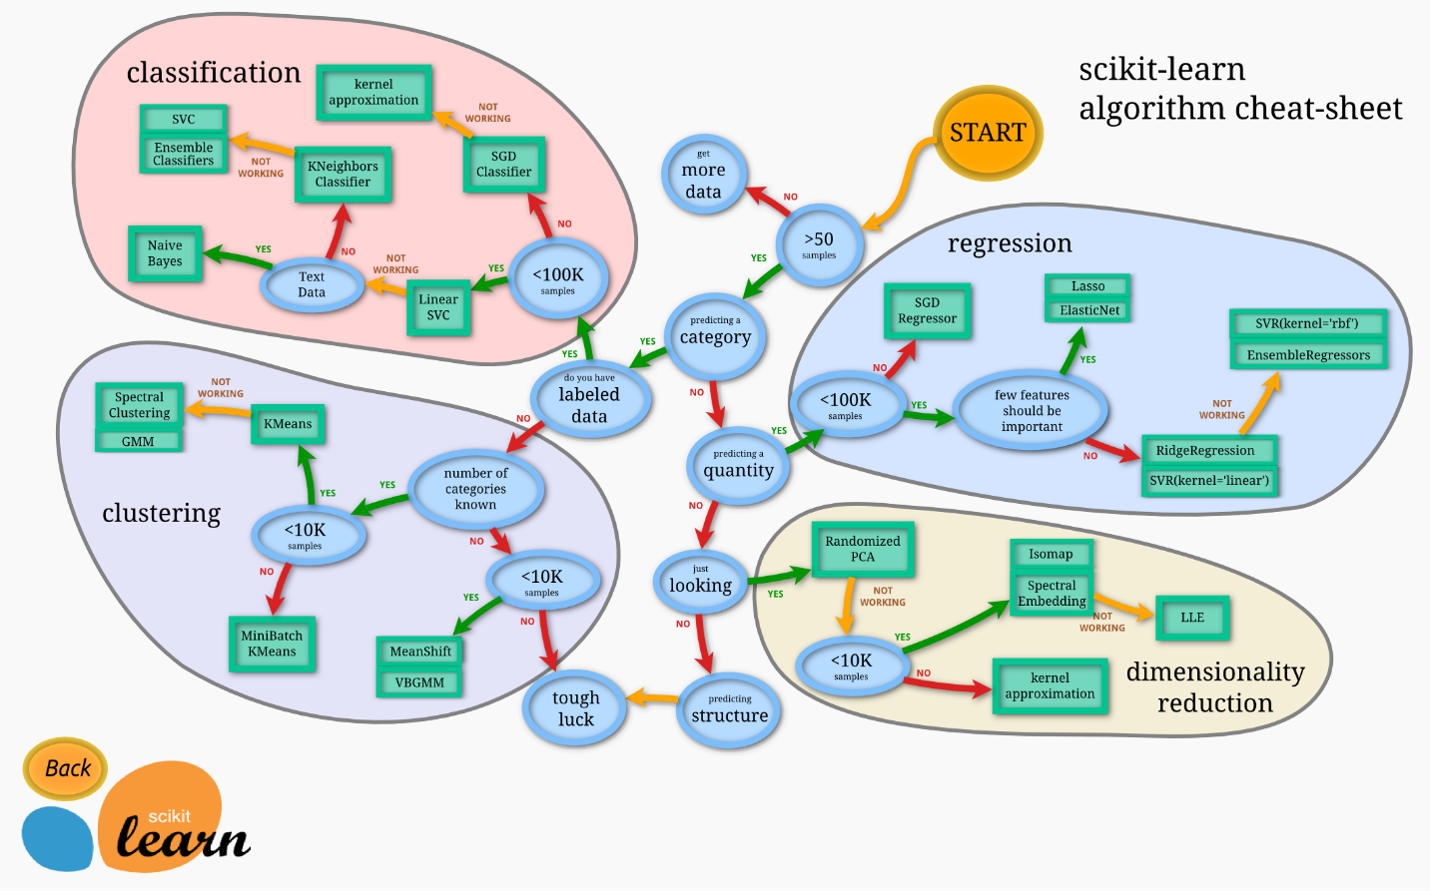 scikit-learn
algorithm cheat-sheet
START
>50
samples
NO
get
more
data
YES
predicting a
category
YES
do you have
labeled
data
YES
NO
NO
predicting a
quantity
YES
NO
just
looking
YES
NO
predicting
structure
tough
luck
classification
kernel
approximation
NOT
WORKING
SGD
Classifier
NO
<100K
samples
YES
Linear
SVC
NOT
WORKING
Text
Data
YES
Naive
Bayes
NO
KNeighbors
Classifier
NOT
WORKING
SVC
Ensemble
Classifiers
regression
<100K
samples
NO
SGD
Regressor
YES
few features
should be
important
YES
Lasso
ElasticNet
NO
RidgeRegression
SVR(kernel='linear')
NOT
WORKING
SVR(kernel='rbf')
EnsembleRegressors
clustering
number of
categories
known
YES
<10K
samples
YES
KMeans
NOT
WORKING
Spectral
Clustering
GMM
NO
MiniBatch
KMeans
NO
<10K
samples
YES
MeanShift
VBGMM
NO
dimensionality
reduction
Randomized
PCA
NOT
WORKING
<10K
samples
YES
Isomap
Spectral
Embedding
NOT
WORKING
LLE
NO
kernel
approximation
Back
scikit
learn